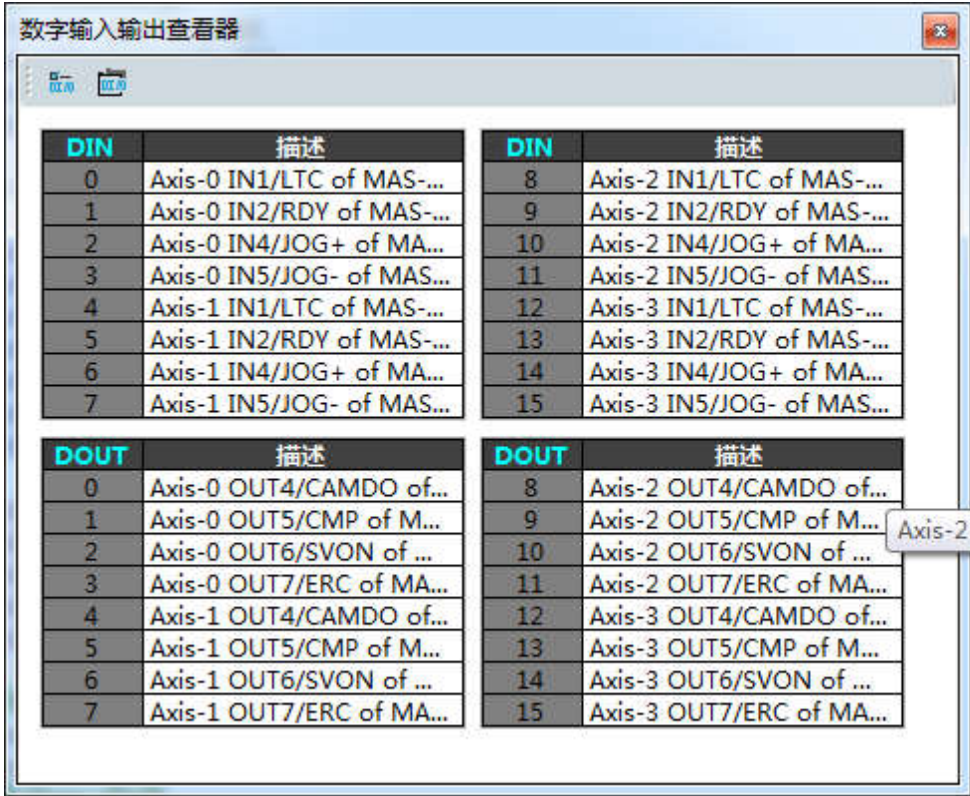 数字输入输出查看器
DI/O DI/O
DIN 描述 DIN 描述
0 Axis-0 IN1/LTC of MAS-... 8 Axis-2 IN1/LTC of MAS-...
1 Axis-0 IN2/RDY of MAS-... 9 Axis-2 IN2/RDY of MAS-...
2 Axis-0 IN4/JOG+ of MA... 10 Axis-2 IN4/JOG+ of MA...
3 Axis-0 IN5/JOG- of MAS... 11 Axis-2 IN5/JOG- of MAS...
4 Axis-1 IN1/LTC of MAS-... 12 Axis-3 IN1/LTC of MAS-...
5 Axis-1 IN2/RDY of MAS-... 13 Axis-3 IN2/RDY of MAS-...
6 Axis-1 IN4/JOG+ of MA... 14 Axis-3 IN4/JOG+ of MA...
7 Axis-1 IN5/JOG- of MAS... 15 Axis-3 IN5/JOG- of MAS...
DOUT 描述 DOUT 描述
0 Axis-0 OUT4/CAMDO of... 8 Axis-2 OUT4/CAMDO of...
1 Axis-0 OUT5/CMP of M... 9 Axis-2 OUT5/CMP of M... Axis-2
2 Axis-0 OUT6/SVON of ... 10 Axis-2 OUT6/SVON of ...
3 Axis-0 OUT7/ERC of MA... 11 Axis-2 OUT7/ERC of MA...
4 Axis-1 OUT4/CAMDO of... 12 Axis-3 OUT4/CAMDO of...
5 Axis-1 OUT5/CMP of M... 13 Axis-3 OUT5/CMP of M...
6 Axis-1 OUT6/SVON of ... 14 Axis-3 OUT6/SVON of ...
7 Axis-1 OUT7/ERC of MA... 15 Axis-3 OUT7/ERC of MA...